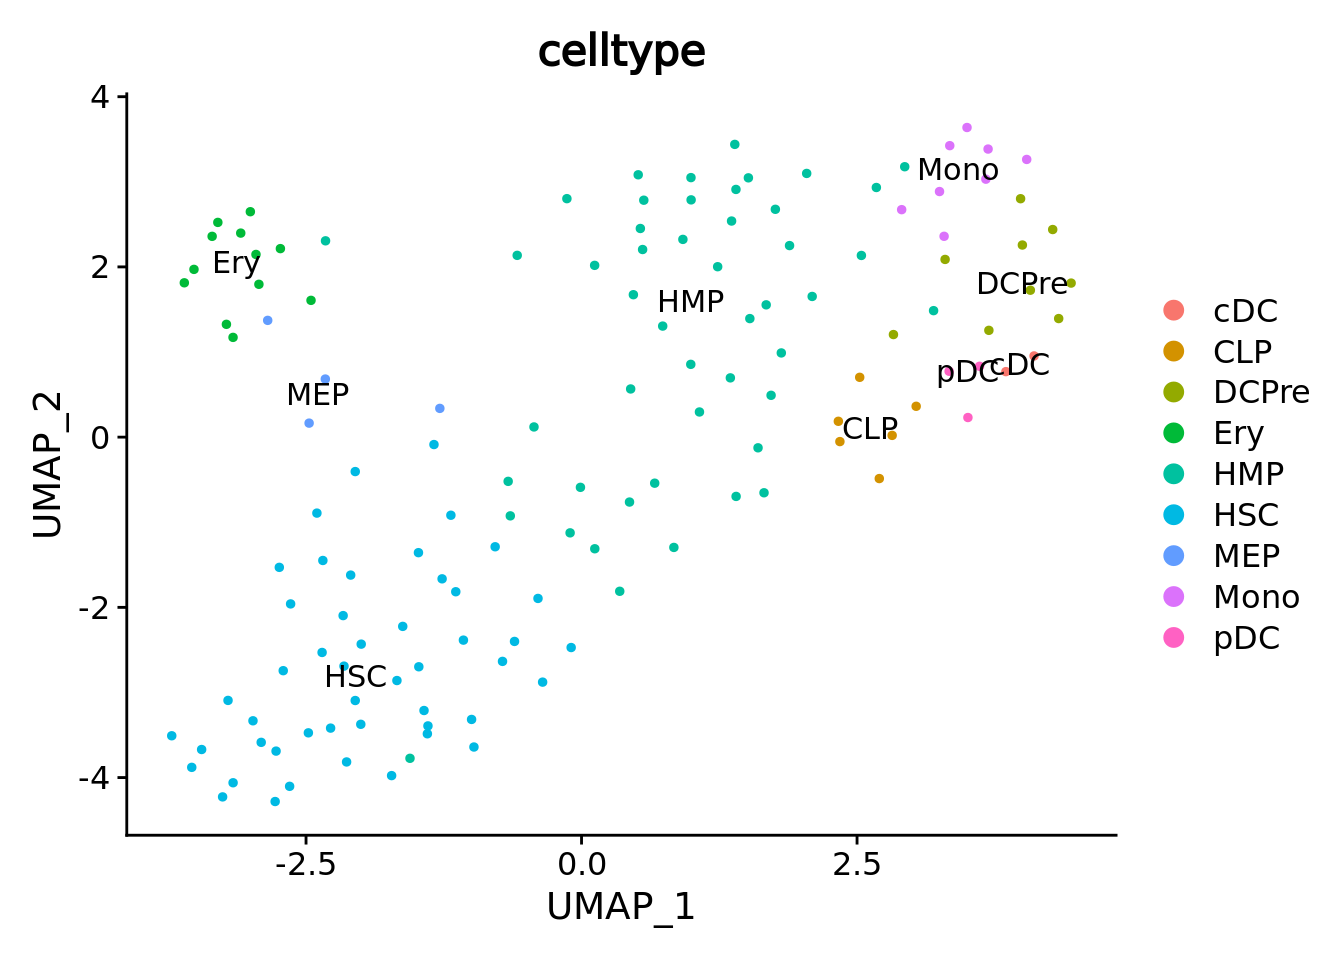 celltype
4
2
0
-2
-4
UMAP_2
-2.5
0.0
2.5
UMAP_1
Mono
Ery
DCPre
HMP
pDC
cDC
MEP
CLP
HSC
cDC
CLP
DCPre
Ery
HMP
HSC
MEP
Mono
pDC